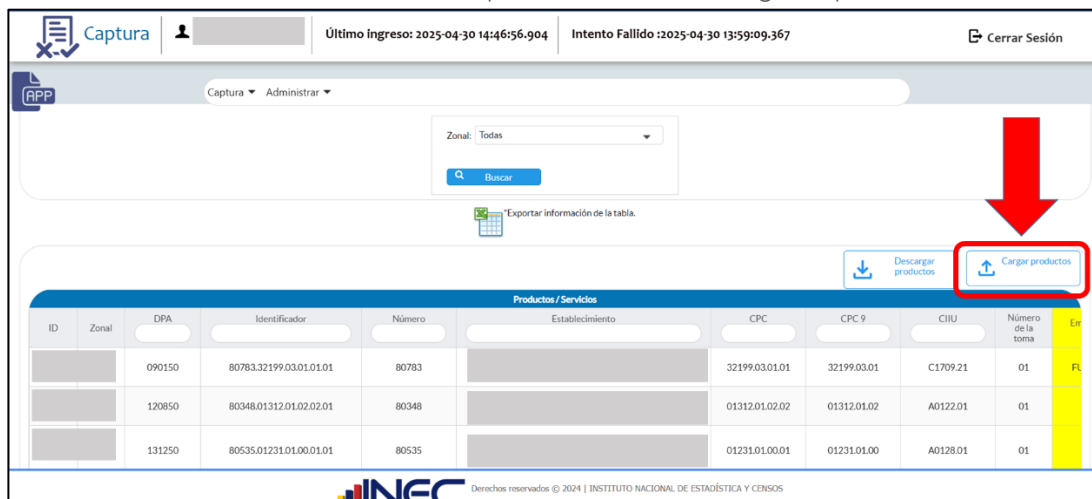 Captura
Último ingreso: 2025-04-30 14:46:56.904
Intento Fallido :2025-04-30 13:59:09.367
Cerrar Sesión
APP
Captura Administrar
Zonal: Todas
Buscar
*Exportar información de la tabla.
Descargar productos
Cargar productos
Productos / Servicios
ID Zonal DPA Identificador Número Establecimiento CPC CPC 9 CIIU Número de la toma
090150 80783.32199.03.01.01.01 80783 32199.03.01.01 32199.03.01 C1709.21 01
120850 80348.01312.01.02.02.01 80348 01312.01.02.02 01312.01.02 A0122.01 01
131250 80535.01231.01.00.01.01 80535 01231.01.00.01 01231.01.00 A0128.01 01
INEC Derechos reservados © 2024 | INSTITUTO NACIONAL DE ESTADÍSTICA Y CENSOS